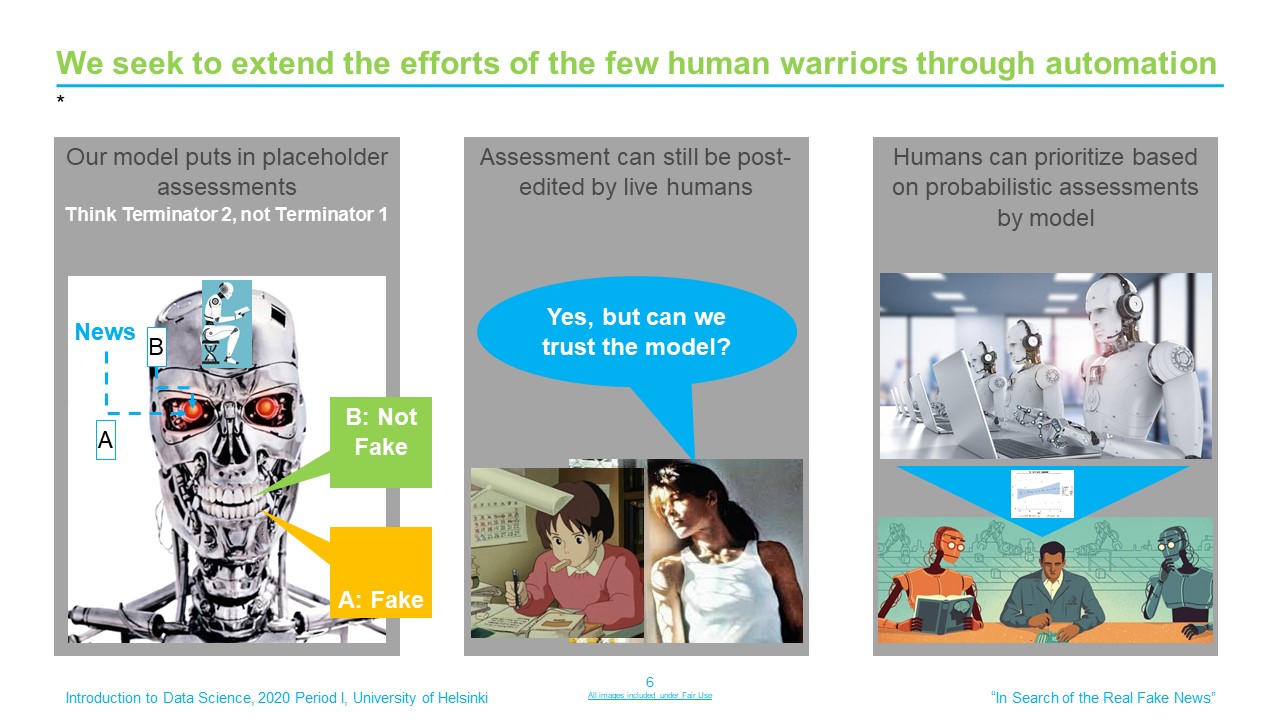 We seek to extend the efforts of the few human warriors through automation
*
Our model puts in placeholder
assessments
Think Terminator 2, not Terminator 1
News
B
A
B: Not
Fake
A: Fake
Assessment can still be post-
edited by live humans
Yes, but can we
trust the model?
Humans can prioritize based
on probabilistic assessments
by model
Introduction to Data Science, 2020 Period I, University of Helsinki
6
All images included under Fair Use
“In Search of the Real Fake News”